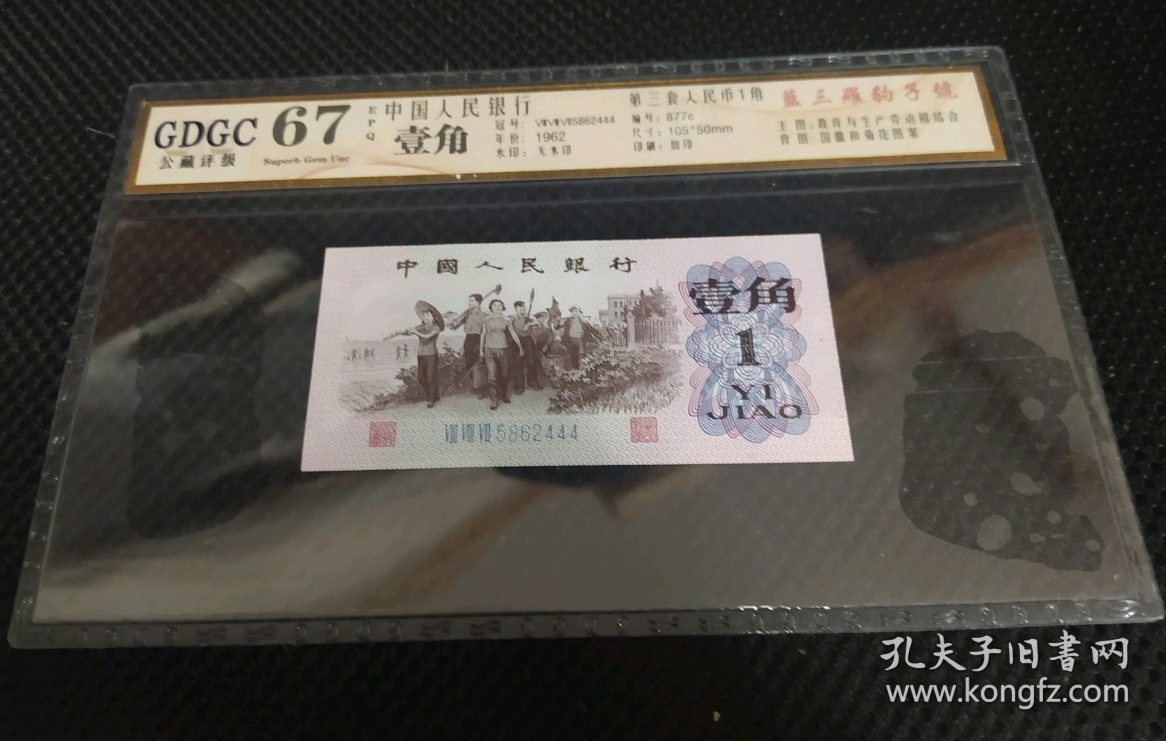 GDGC
公藏评级
67
EPQ
Superb Gem Unc
中国人民银行
壹角
冠号：ⅧⅧⅧ5862444
年份：1962
水印：无水印
第三套人民币1角
编号：877c
尺寸：105*50mm
印刷：胶印
蓝三罗豹子號
主图：教育与生产劳动相结合
背图：国徽和菊花图案
中國人民銀行
壹角
1
YI
JIAO
ⅧⅧⅧ 5862444
孔夫子旧書网
www.kongfz.com